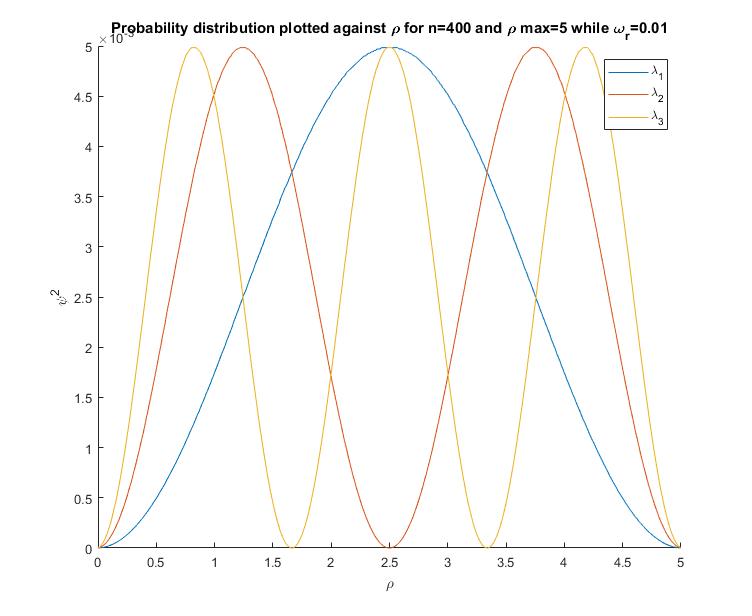 Probability distribution plotted against ρ for n=400 and ρ max=5 while ω_r=0.01
×10^-3
λ_1
λ_2
λ_3
5
4.5
4
3.5
3
2.5
2
1.5
1
0.5
0
ψ^2
0 0.5 1 1.5 2 2.5 3 3.5 4 4.5 5
ρ